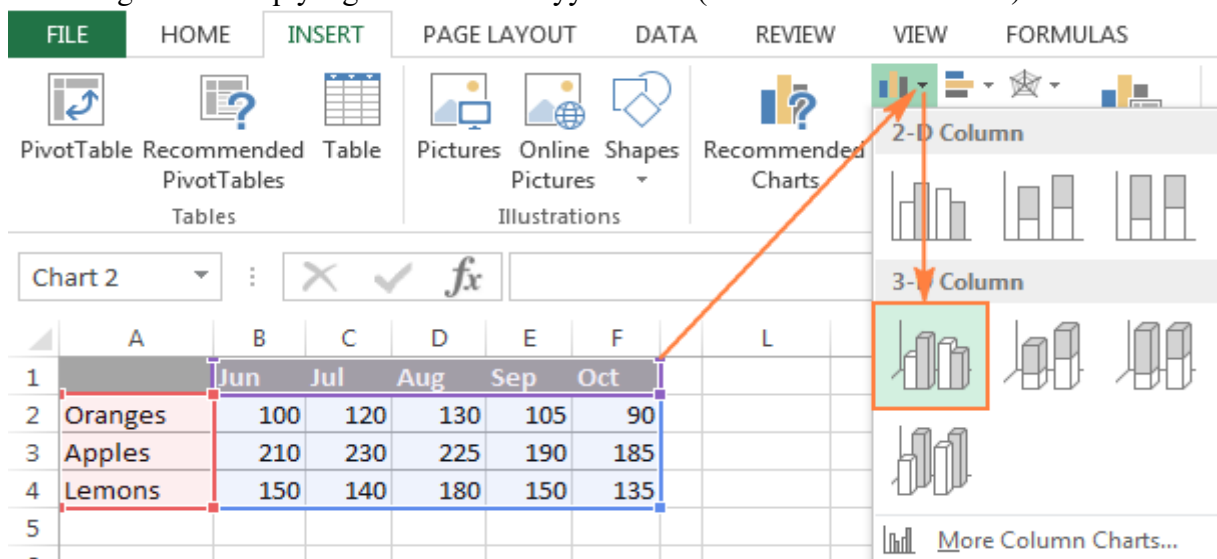 FILE HOME INSERT PAGE LAYOUT DATA REVIEW VIEW FORMULAS
PivotTable Recommended Table Pictures Online Shapes Recommended
PivotTables Pictures Charts
Tables Illustrations
2-D Column
Chart 2 fx
3-D Column
A B C D E F L
1 Jun Jul Aug Sep Oct
2 Oranges 100 120 130 105 90
3 Apples 210 230 225 190 185
4 Lemons 150 140 180 150 135
5
More Column Charts...